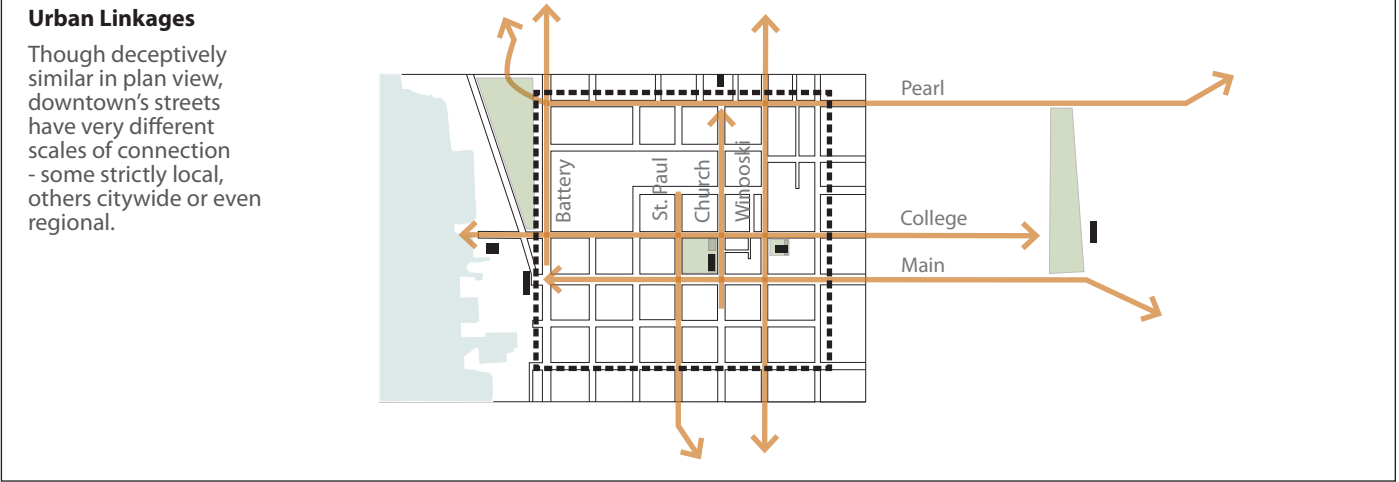 Urban Linkages
Though deceptively
similar in plan view,
downtown's streets
have very different
scales of connection
- some strictly local,
others citywide or even
regional.
Pearl
Battery
St. Paul
Church
Winooski
College
Main